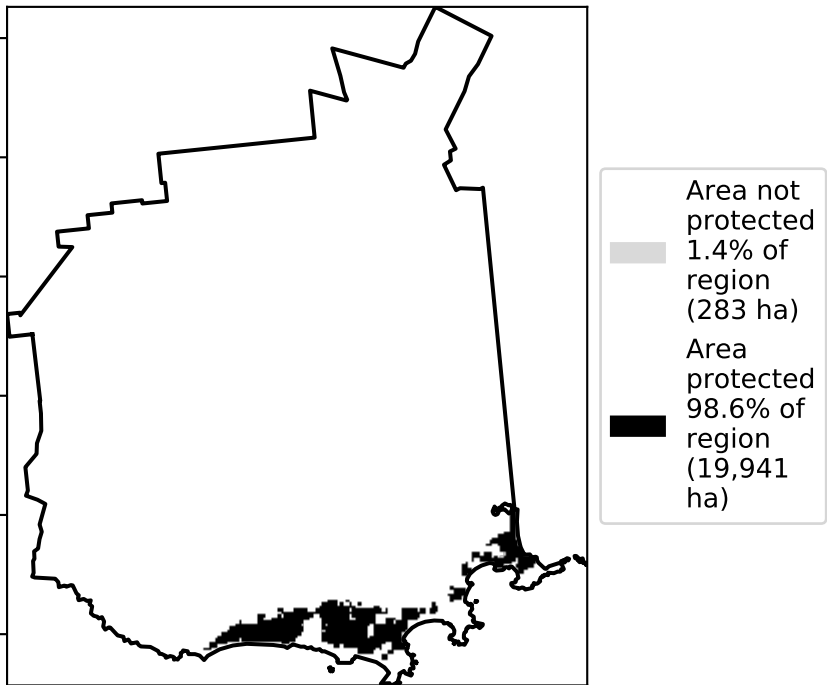 Area not
protected
1.4% of
region
(283 ha)
Area
protected
98.6% of
region
(19,941
ha)